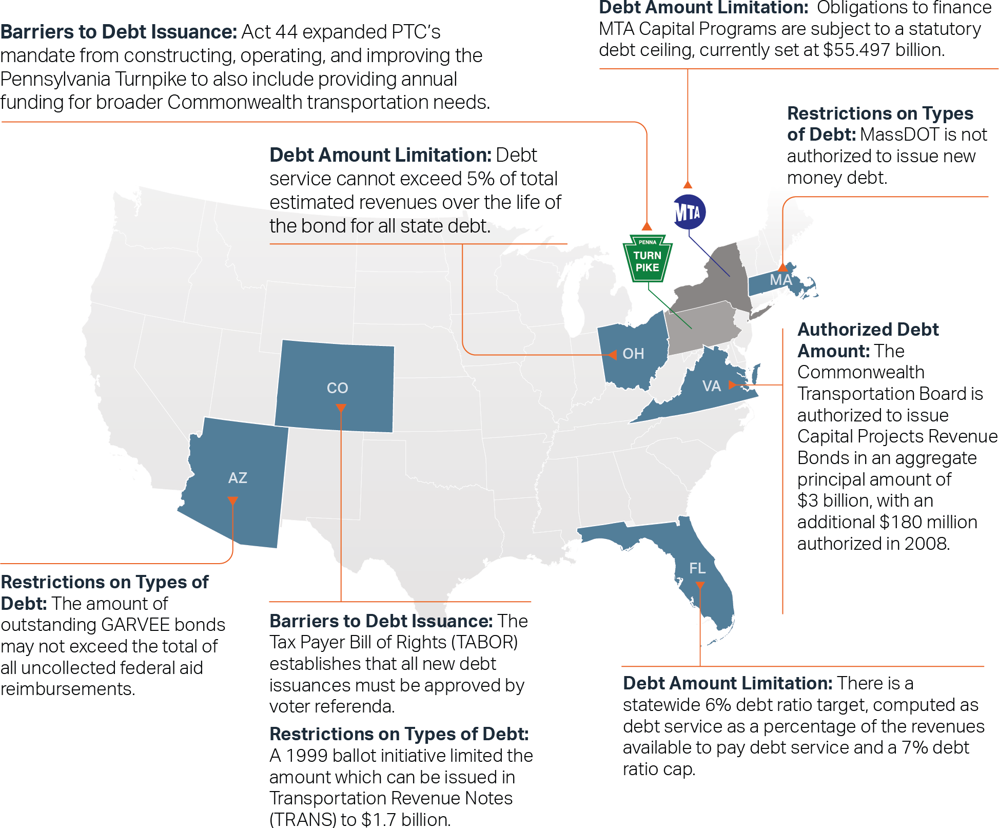 Barriers to Debt Issuance: Act 44 expanded PTC’s
mandate from constructing, operating, and improving the
Pennsylvania Turnpike to also include providing annual
funding for broader Commonwealth transportation needs.
Debt Amount Limitation: Obligations to finance
MTA Capital Programs are subject to a statutory
debt ceiling, currently set at $55.497 billion.
Restrictions on Types
of Debt: MassDOT is not
authorized to issue new
money debt.
Debt Amount Limitation: Debt
service cannot exceed 5% of total
estimated revenues over the life of
the bond for all state debt.
MTA
PENNA
TURN
PIKE
MA
OH
VA
CO
AZ
FL
Authorized Debt
Amount: The
Commonwealth
Transportation Board is
authorized to issue
Capital Projects Revenue
Bonds in an aggregate
principal amount of
$3 billion, with an
additional $180 million
authorized in 2008.
Restrictions on Types of
Debt: The amount of
outstanding GARVEE bonds
may not exceed the total of
all uncollected federal aid
reimbursements.
Barriers to Debt Issuance: The
Tax Payer Bill of Rights (TABOR)
establishes that all new debt
issuances must be approved by
voter referenda.
Restrictions on Types of Debt:
A 1999 ballot initiative limited the
amount which can be issued in
Transportation Revenue Notes
(TRANS) to $1.7 billion.
Debt Amount Limitation: There is a
statewide 6% debt ratio target, computed as
debt service as a percentage of the revenues
available to pay debt service and a 7% debt
ratio cap.